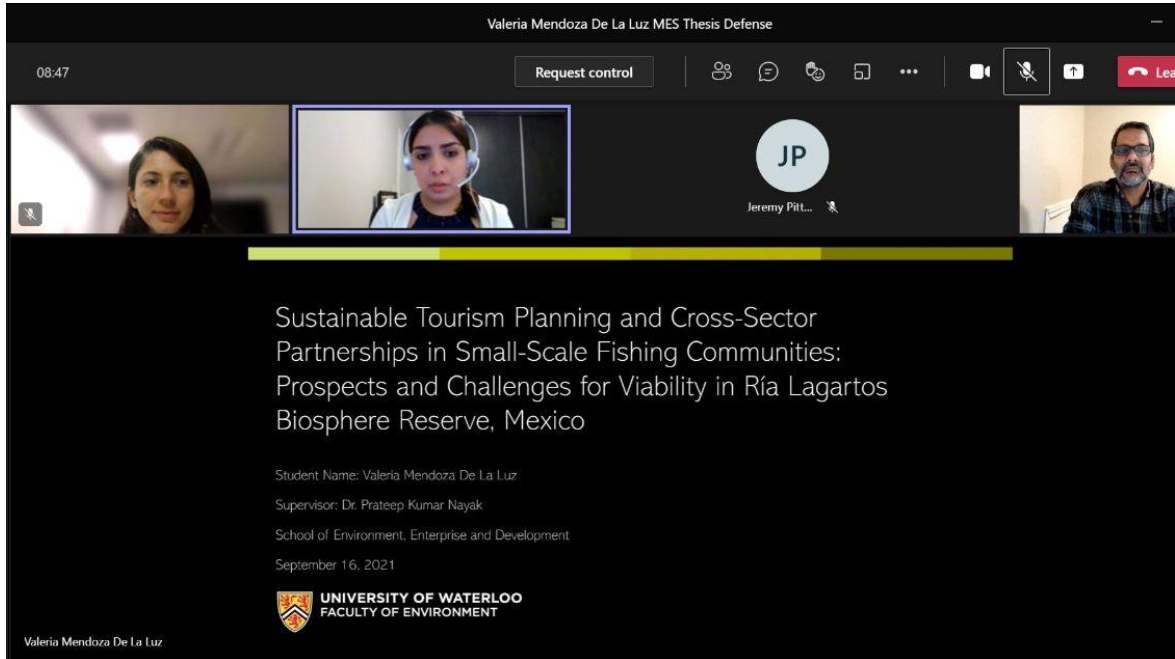 Valeria Mendoza De La Luz MES Thesis Defense
08:47
Request control
Lea
JP
Jeremy Pitt...
Sustainable Tourism Planning and Cross-Sector
Partnerships in Small-Scale Fishing Communities:
Prospects and Challenges for Viability in Ría Lagartos
Biosphere Reserve, Mexico
Student Name: Valeria Mendoza De La Luz
Supervisor: Dr. Prateep Kumar Nayak
School of Environment, Enterprise and Development
September 16, 2021
UNIVERSITY OF WATERLOO
FACULTY OF ENVIRONMENT
Valeria Mendoza De La Luz